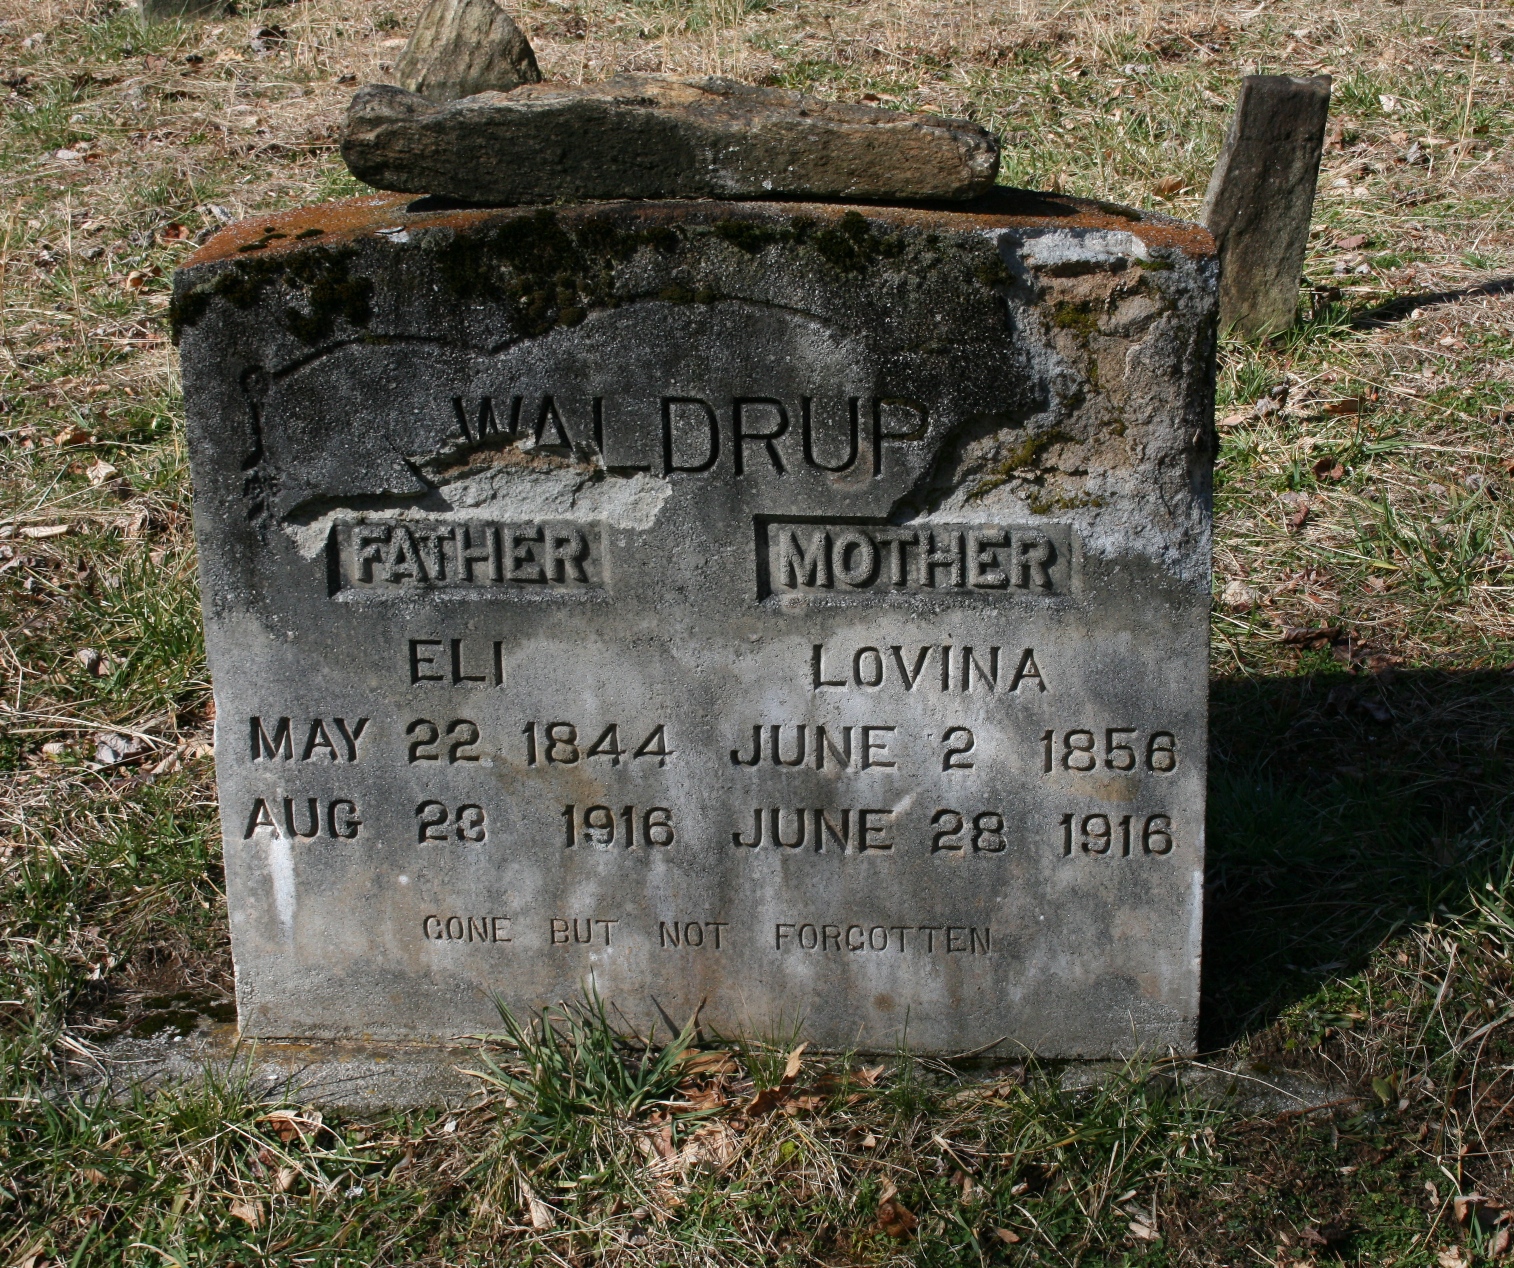 WALDRUP
FATHER MOTHER
ELI LOVINA
MAY 22 1844 JUNE 2 1856
AUG 23 1916 JUNE 28 1916
GONE BUT NOT FORGOTTEN